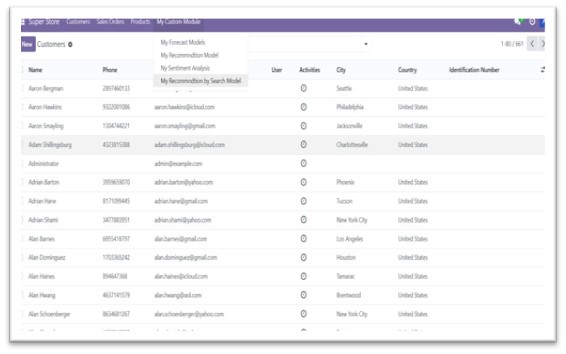 Super Store Customers Sales Orders Products My Custom Module
New Customers 1-80 / 661
My Forecast Models
My Recommndtion Model
Ny Sentiment Analysis
My Recommndtion by Search Model
Name Phone User Activities City Country Identification Number
Aaron Bergman 2897460133 Seattle United States
Aaron Hawkins 9322001086 aaron.hawkins@icloud.com Philadelphia United States
Aaron Smayling 1304744221 aaron.smayling@gmail.com Jacksonville United States
Adam Shillingsburg 4323815388 adam.shillingsburg@icloud.com Charlottesville United States
Administrator admin@example.com
Adrian Barton 3959659070 adrian.barton@yahoo.com Phoenix United States
Adrian Hane 8171099445 adrian.hane@gmail.com Tucson United States
Adrian Shami 3477883951 adrian.shami@yahoo.com New York City United States
Alan Barnes 6955418797 alan.barnes@gmail.com Los Angeles United States
Alan Dominguez 1703365242 alan.dominguez@gmail.com Houston United States
Alan Haines 894647368 alan.haines@icloud.com Tamarac United States
Alan Hwang 4637141579 alan.hwang@aol.com Brentwood United States
Alan Schoenberger 8634681267 alan.schoenberger@yahoo.com New York City United States